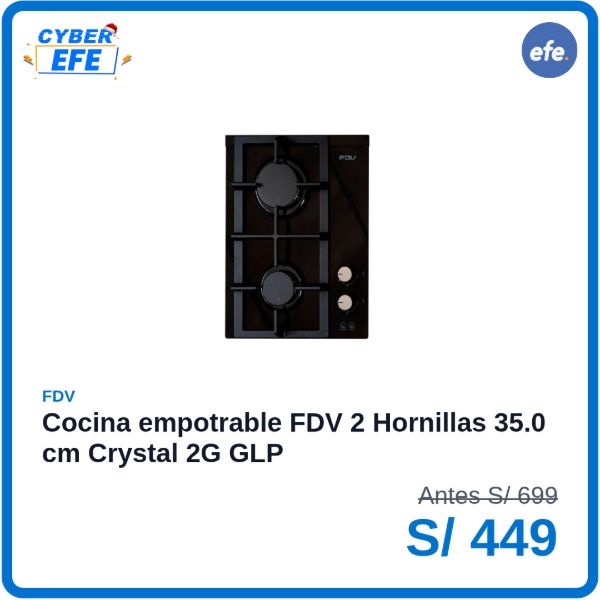 CYBER
EFE
efe.
FDV
FDV
Cocina empotrable FDV 2 Hornillas 35.0
cm Crystal 2G GLP
Antes S/ 699
S/ 449